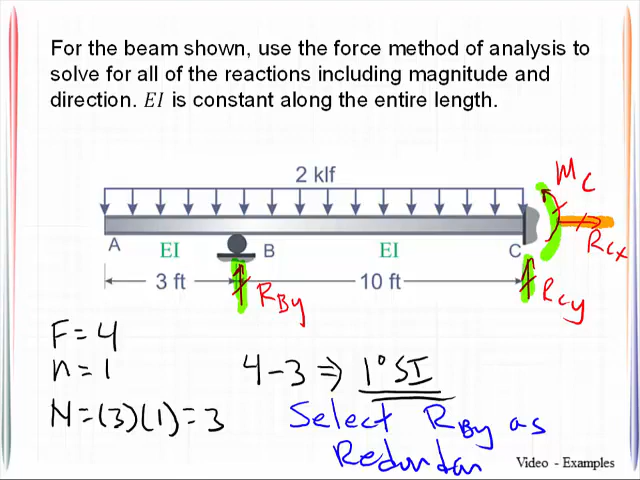 For the beam shown, use the force method of analysis to
solve for all of the reactions including magnitude and
direction. EI is constant along the entire length.
2 klf
M_C
R_Cx
A EI B EI C
3 ft 10 ft
R_By R_Cy
F = 4
n = 1
4 - 3 ⇒ 1° SI
N = (3)(1) = 3
Select R_By as
Redundan
Video - Examples